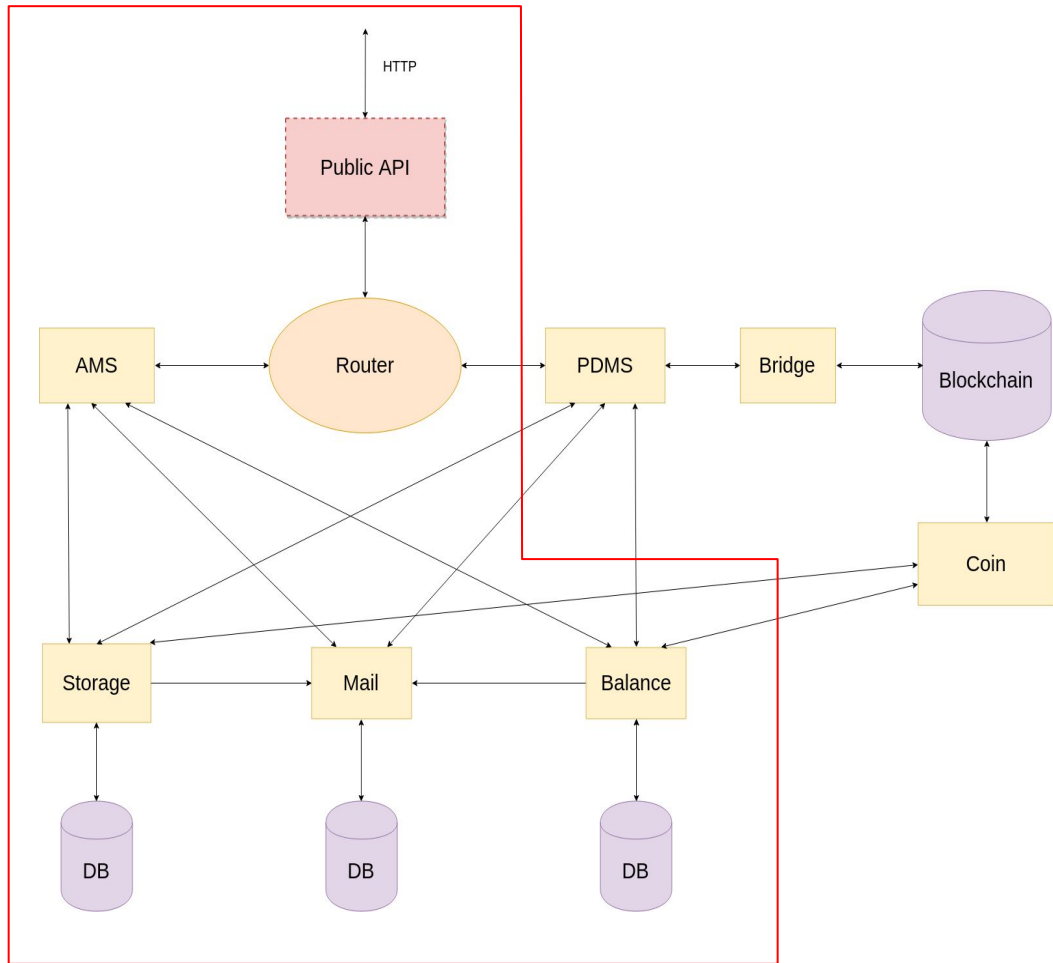 HTTP
Public API
AMS
Router
PDMS
Bridge
Blockchain
Coin
Storage
Mail
Balance
DB
DB
DB